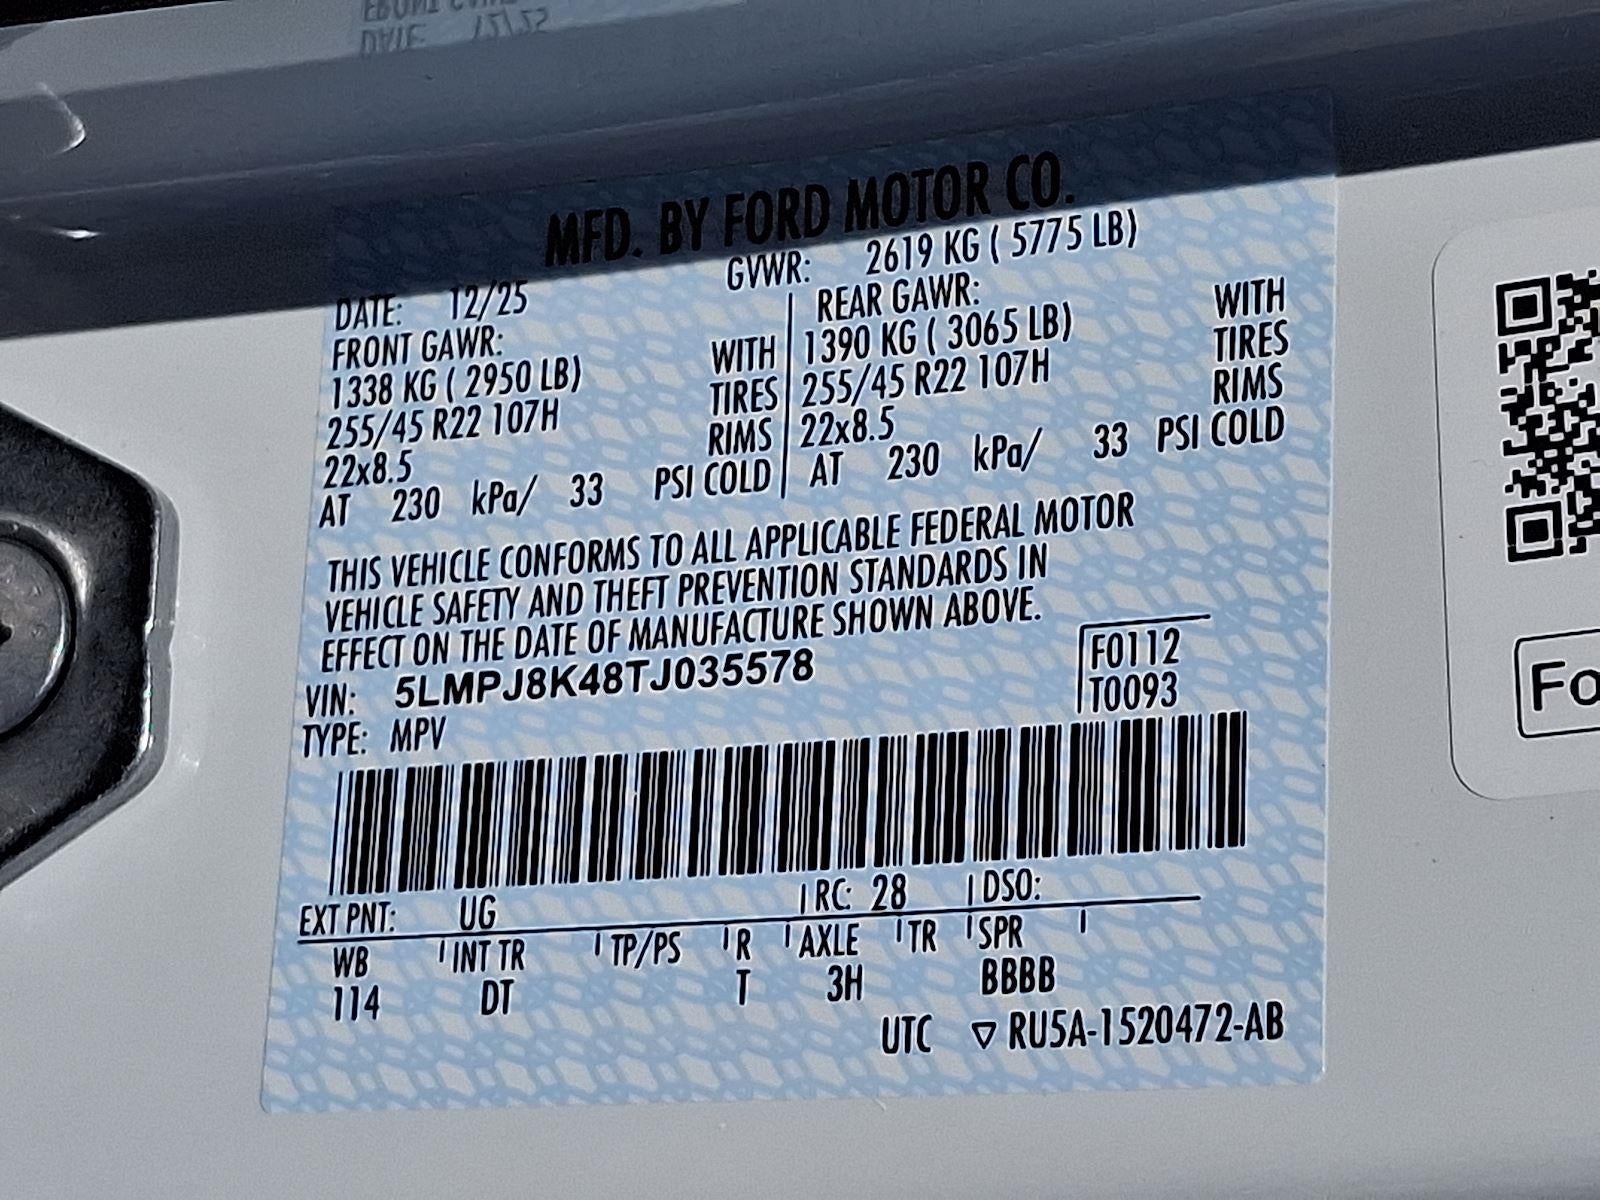 MFD. BY FORD MOTOR CO.
DATE: 12/25 GVWR: 2619 KG ( 5775 LB)
FRONT GAWR: REAR GAWR:
1338 KG ( 2950 LB) WITH 1390 KG ( 3065 LB) WITH
255/45 R22 107H TIRES 255/45 R22 107H TIRES
22x8.5 RIMS 22x8.5 RIMS
AT 230 kPa/ 33 PSI COLD AT 230 kPa/ 33 PSI COLD
THIS VEHICLE CONFORMS TO ALL APPLICABLE FEDERAL MOTOR
VEHICLE SAFETY AND THEFT PREVENTION STANDARDS IN
EFFECT ON THE DATE OF MANUFACTURE SHOWN ABOVE.
VIN: 5LMPJ8K48TJ035578 F0112
TYPE: MPV T0093
EXT PNT: UG RC: 28 DSO:
WB INT TR TP/PS R AXLE TR SPR
114 DT T 3H BBBB
UTC ▽ RU5A-1520472-AB
Fo